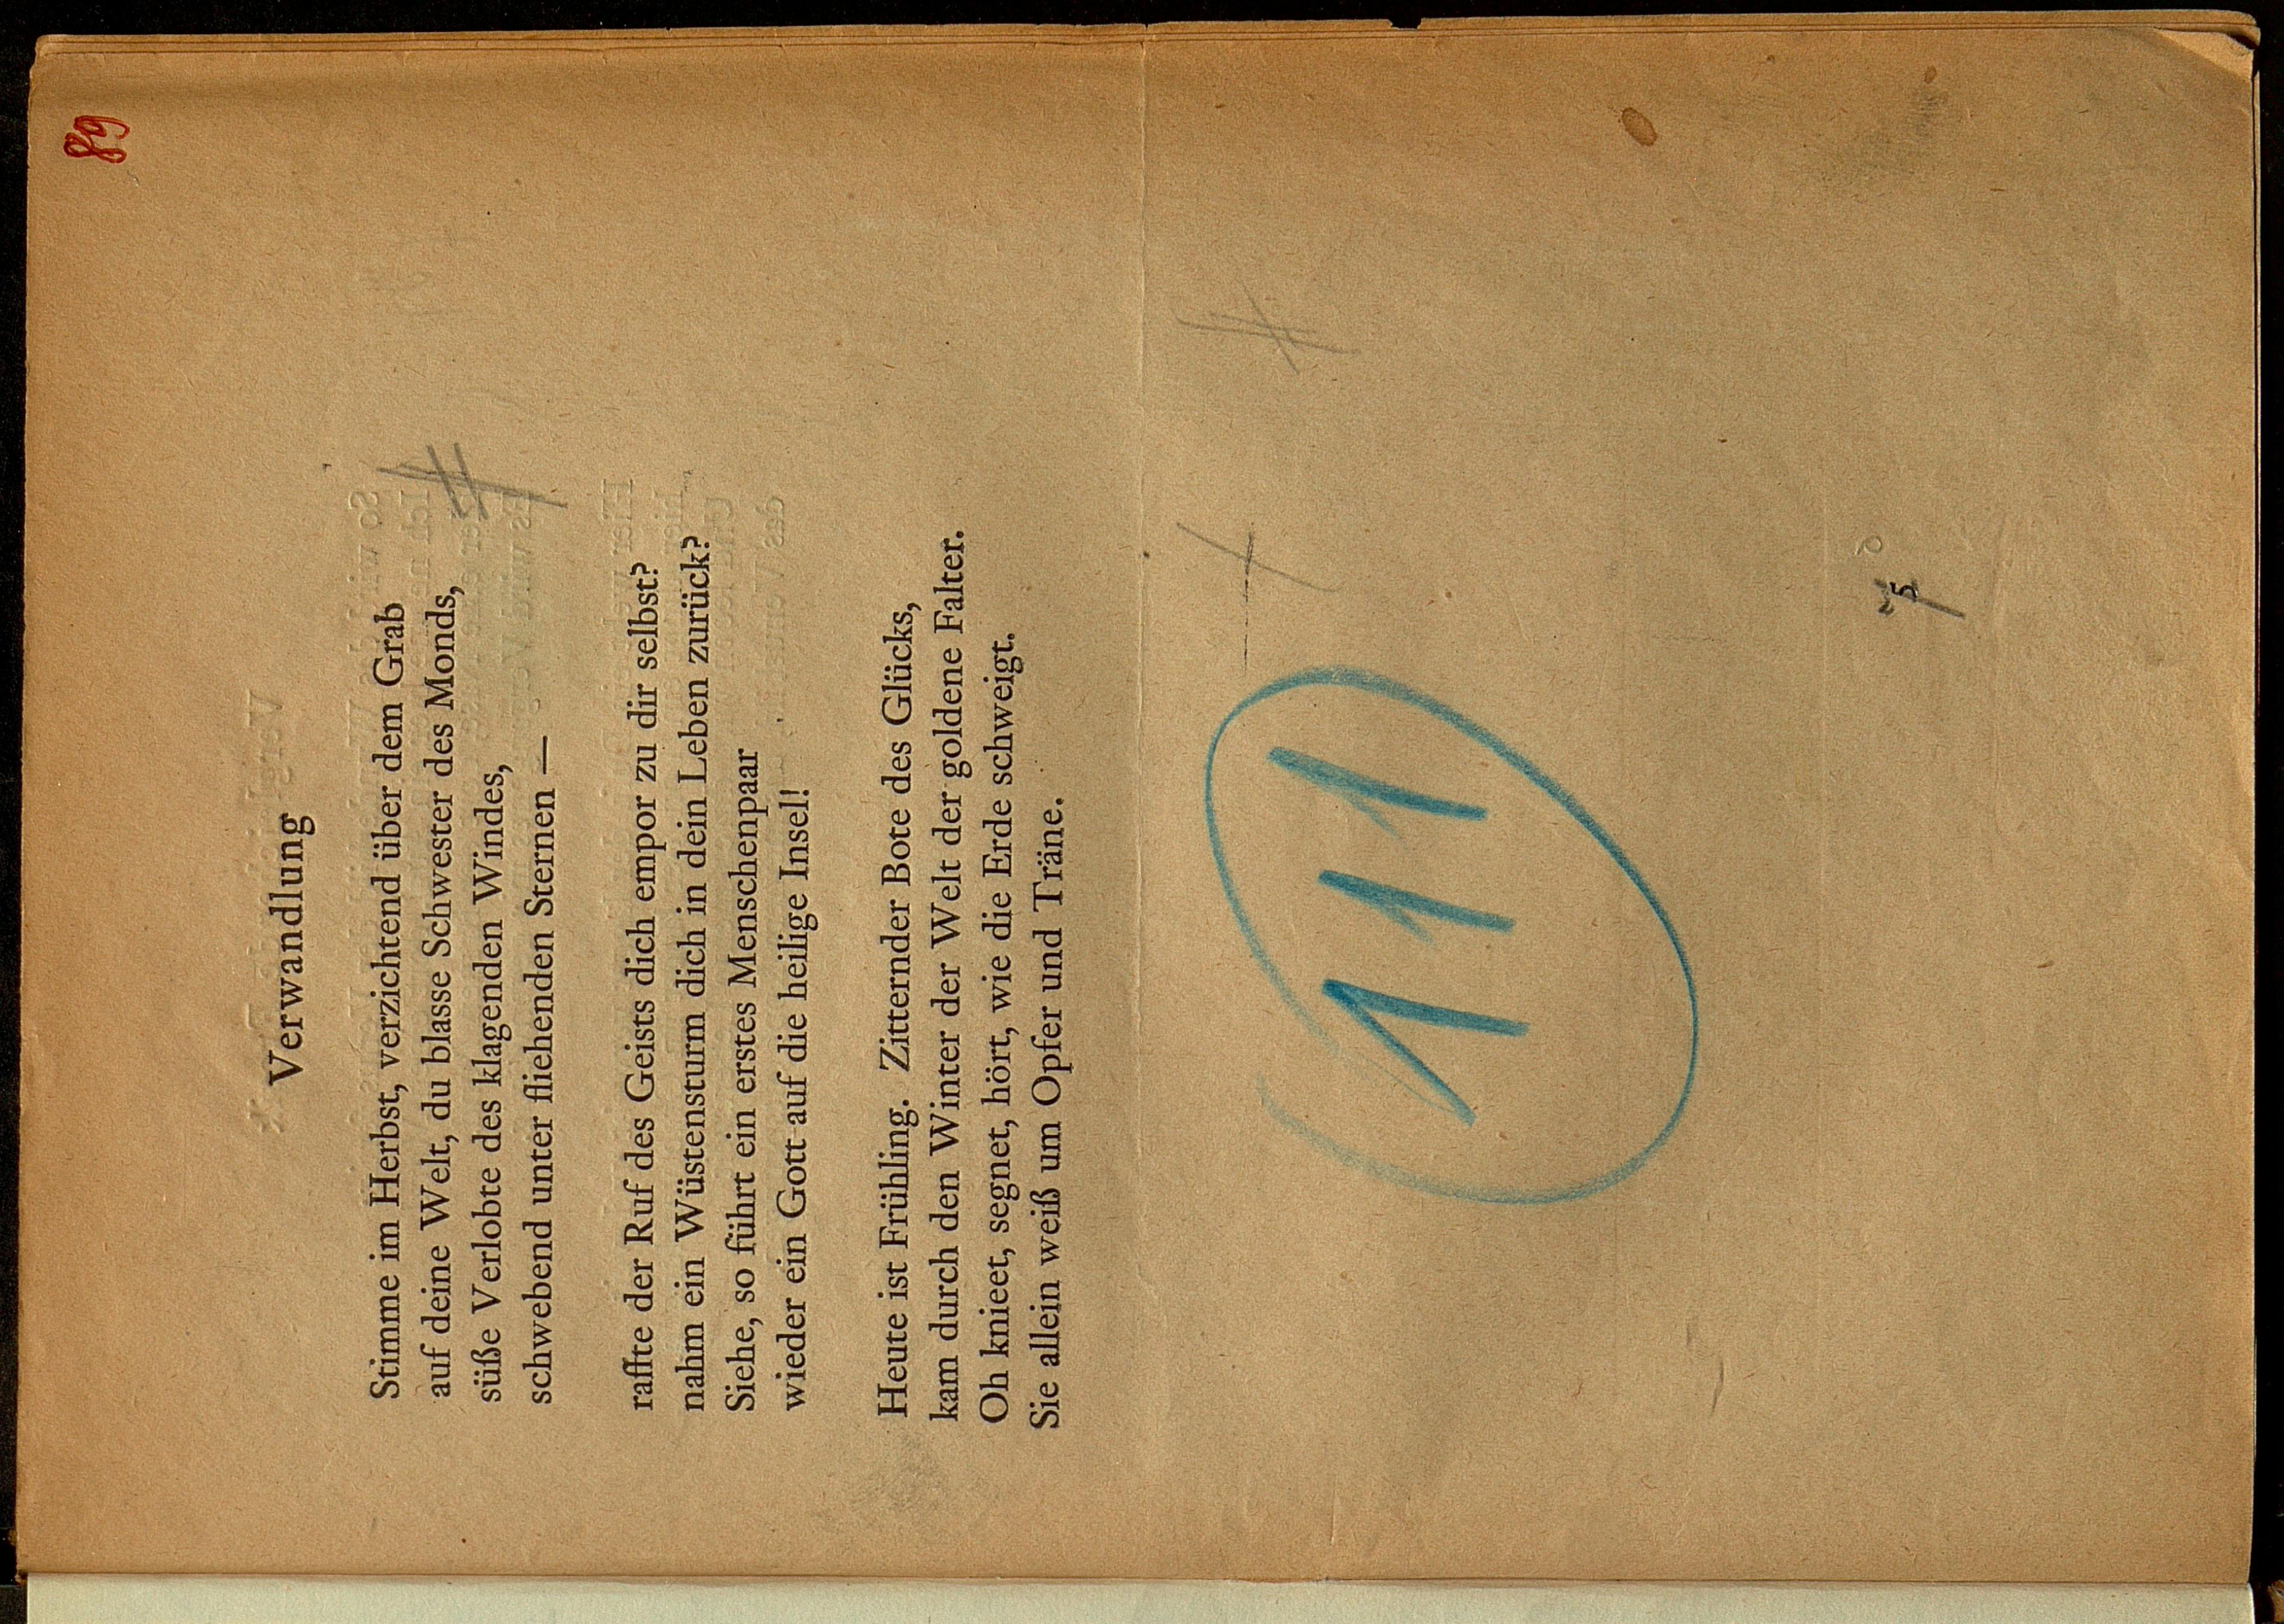 89
Verwandlung
Stimme im Herbst, verzichtend über dem Grab
auf deine Welt, du blasse Schwester des Monds,
süße Verlobte des klagenden Windes,
schwebend unter fliehenden Sternen —
raffte der Ruf des Geists dich empor zu dir selbst?
nahm ein Wüstensturm dich in dein Leben zurück?
Siehe, so führt ein erstes Menschenpaar
wieder ein Gott auf die heilige Insel!
Heute ist Frühling. Zitternder Bote des Glücks,
kam durch den Winter der Welt der goldene Falter.
Oh knieet, segnet, hört, wie die Erde schweigt.
Sie allein weiß um Opfer und Träne.
111
5